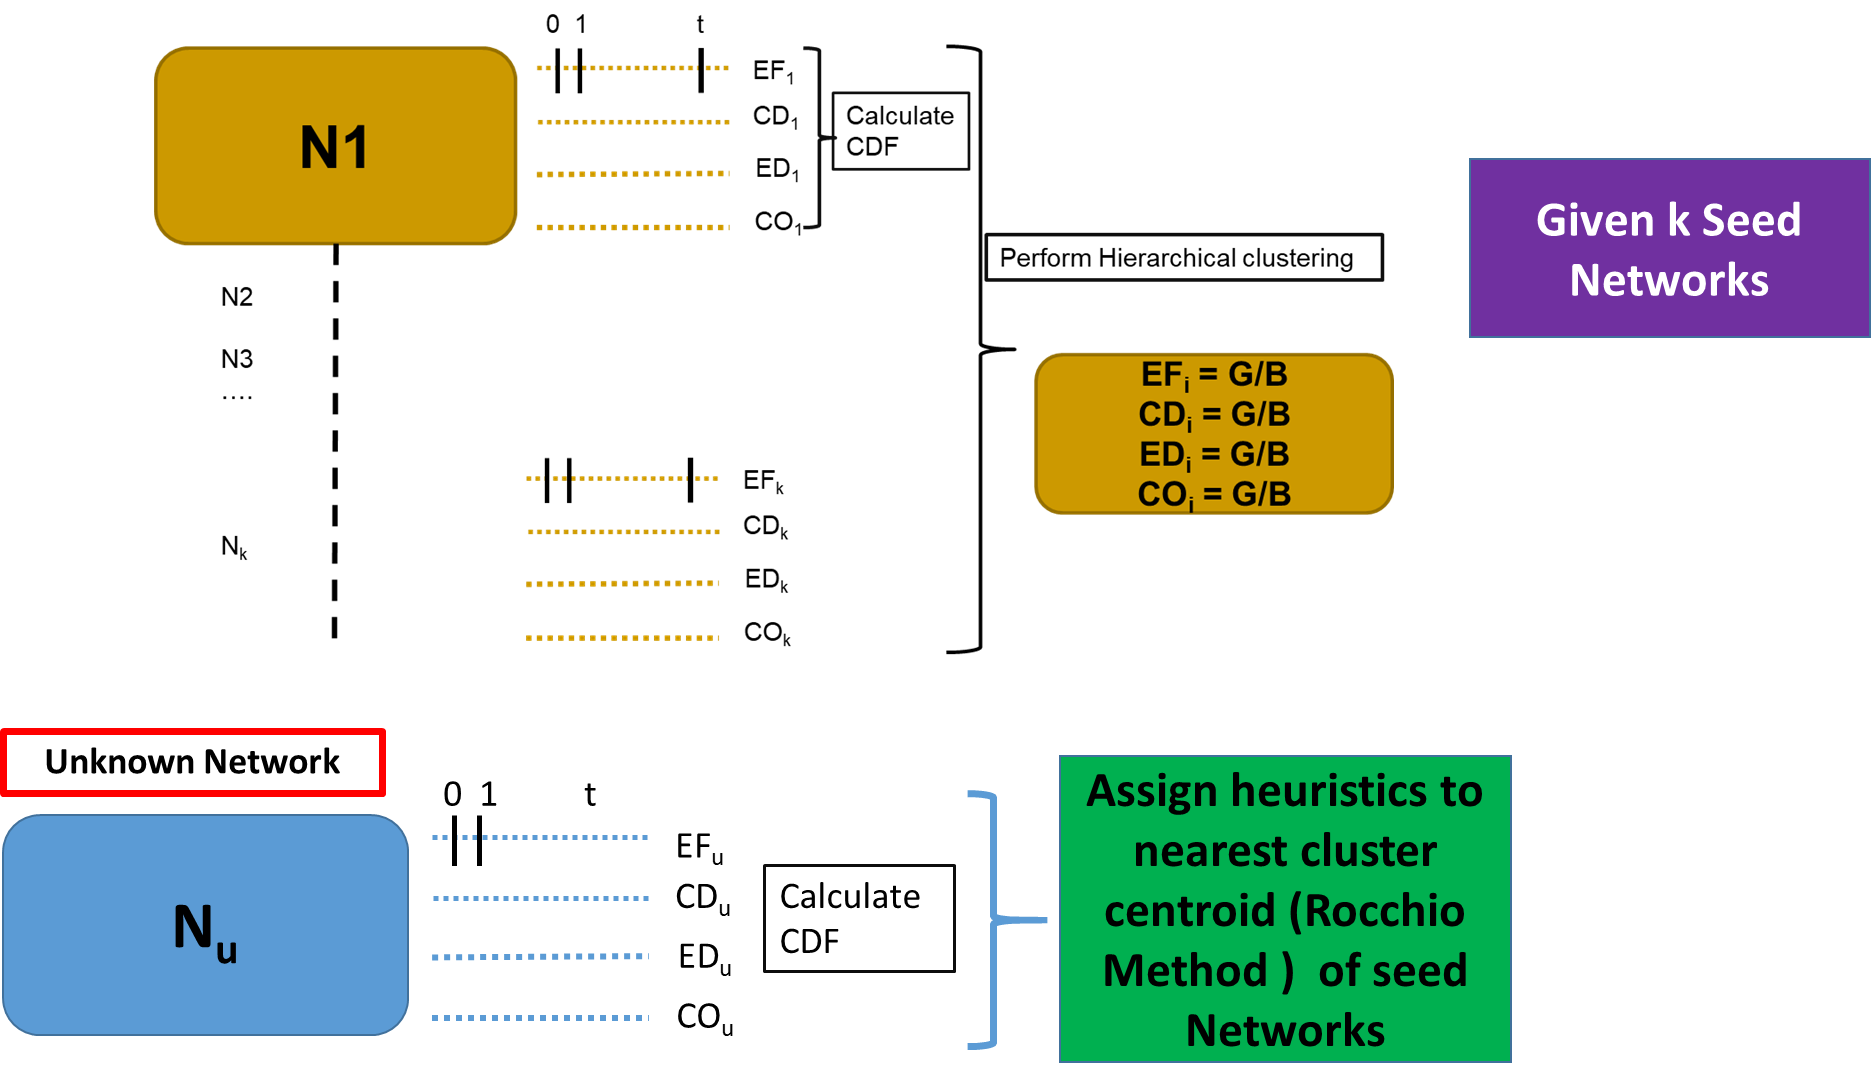 0 1 t
N1
EF1
CD1
ED1
CO1
Calculate
CDF
N2
N3
....
Nk
EFk
CDk
EDk
COk
Perform Hierarchical clustering
EFi = G/B
CDi = G/B
EDi = G/B
COi = G/B
Given k Seed
Networks
Unknown Network
Nu
0 1 t
EFu
CDu
EDu
COu
Calculate
CDF
Assign heuristics to
nearest cluster
centroid (Rocchio
Method ) of seed
Networks